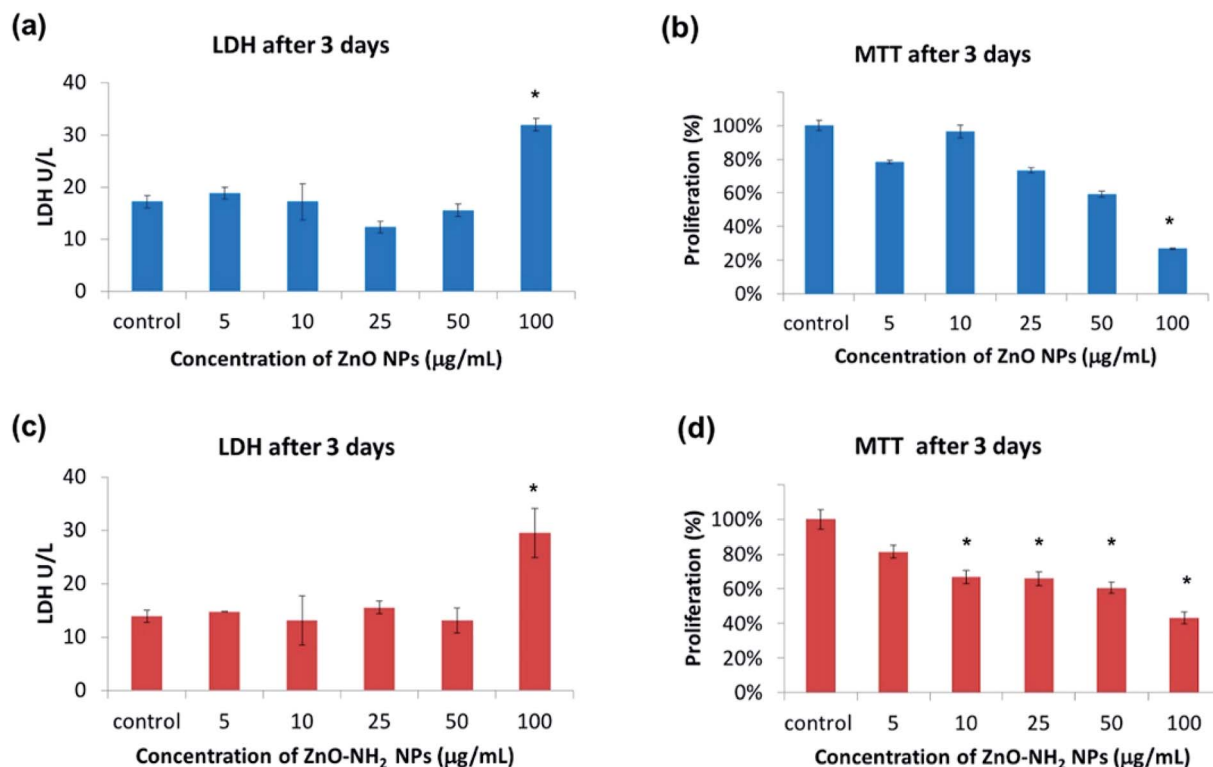 (a)
LDH after 3 days
LDH U/L
40
30
20
10
0
*
control 5 10 25 50 100
Concentration of ZnO NPs (µg/mL)
(b)
MTT after 3 days
Proliferation (%)
100%
80%
60%
40%
20%
0%
*
control 5 10 25 50 100
Concentration of ZnO NPs (µg/mL)
(c)
LDH after 3 days
LDH U/L
40
30
20
10
0
*
control 5 10 25 50 100
Concentration of ZnO-NH₂ NPs (µg/mL)
(d)
MTT after 3 days
Proliferation (%)
100%
80%
60%
40%
20%
0%
* * * *
control 5 10 25 50 100
Concentration of ZnO-NH₂ NPs (µg/mL)